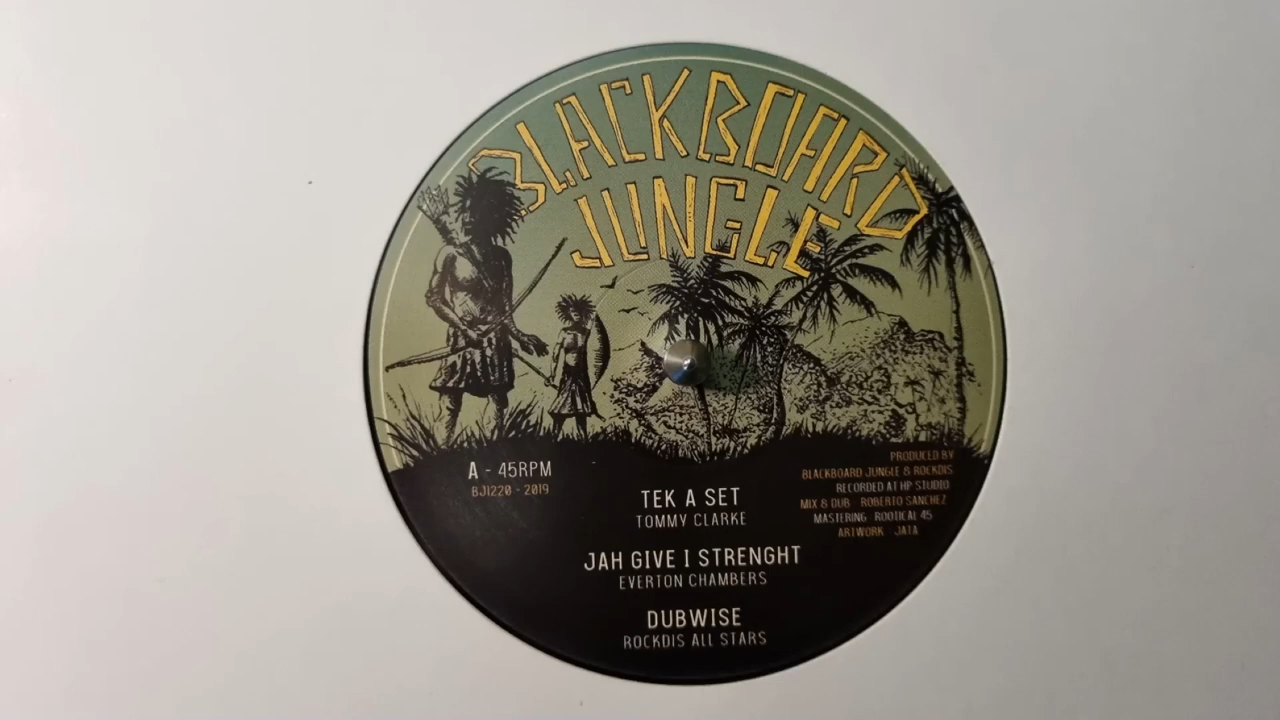 BLACKBOARD
JUNGLE
A - 45RPM
BJ1220 - 2019
TEK A SET
TOMMY CLARKE
JAH GIVE I STRENGHT
EVERTON CHAMBERS
DUBWISE
ROCKDIS ALL STARS
PRODUCED BY
BLACKBOARD JUNGLE & ROCKDIS
RECORDED AT HP STUDIO
MIX & DUB ROBERTO SANCHEZ
MASTERING ROOTICAL 45
ARTWORK JATA